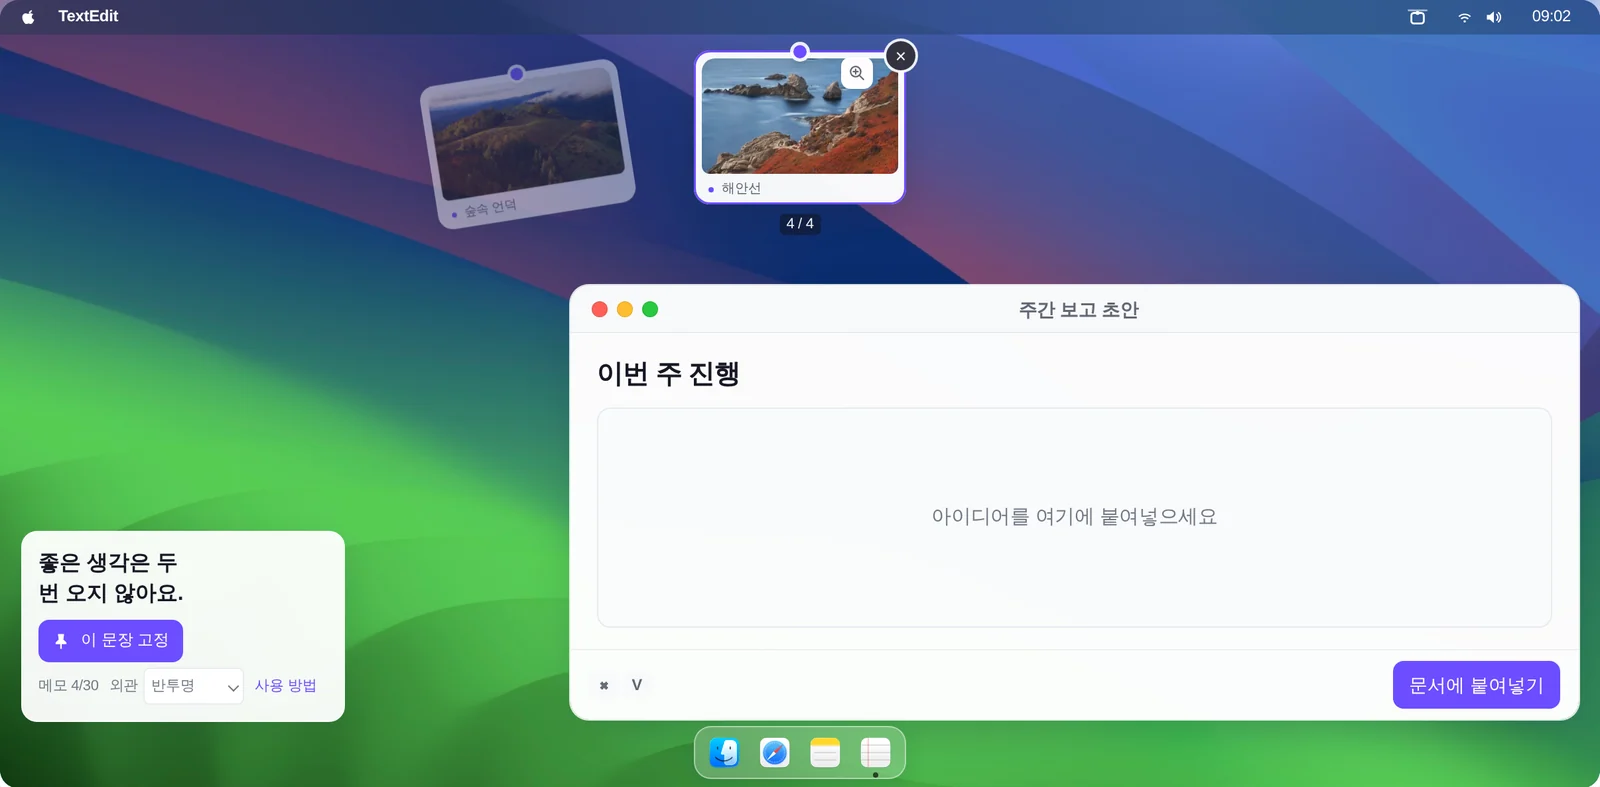 TextEdit
09:02
숲속 언덕
해안선
4 / 4
주간 보고 초안
이번 주 진행
아이디어를 여기에 붙여넣으세요
좋은 생각은 두
번 오지 않아요.
이 문장 고정
메모 4/30 외관 반투명 사용 방법
⌘ V
문서에 붙여넣기